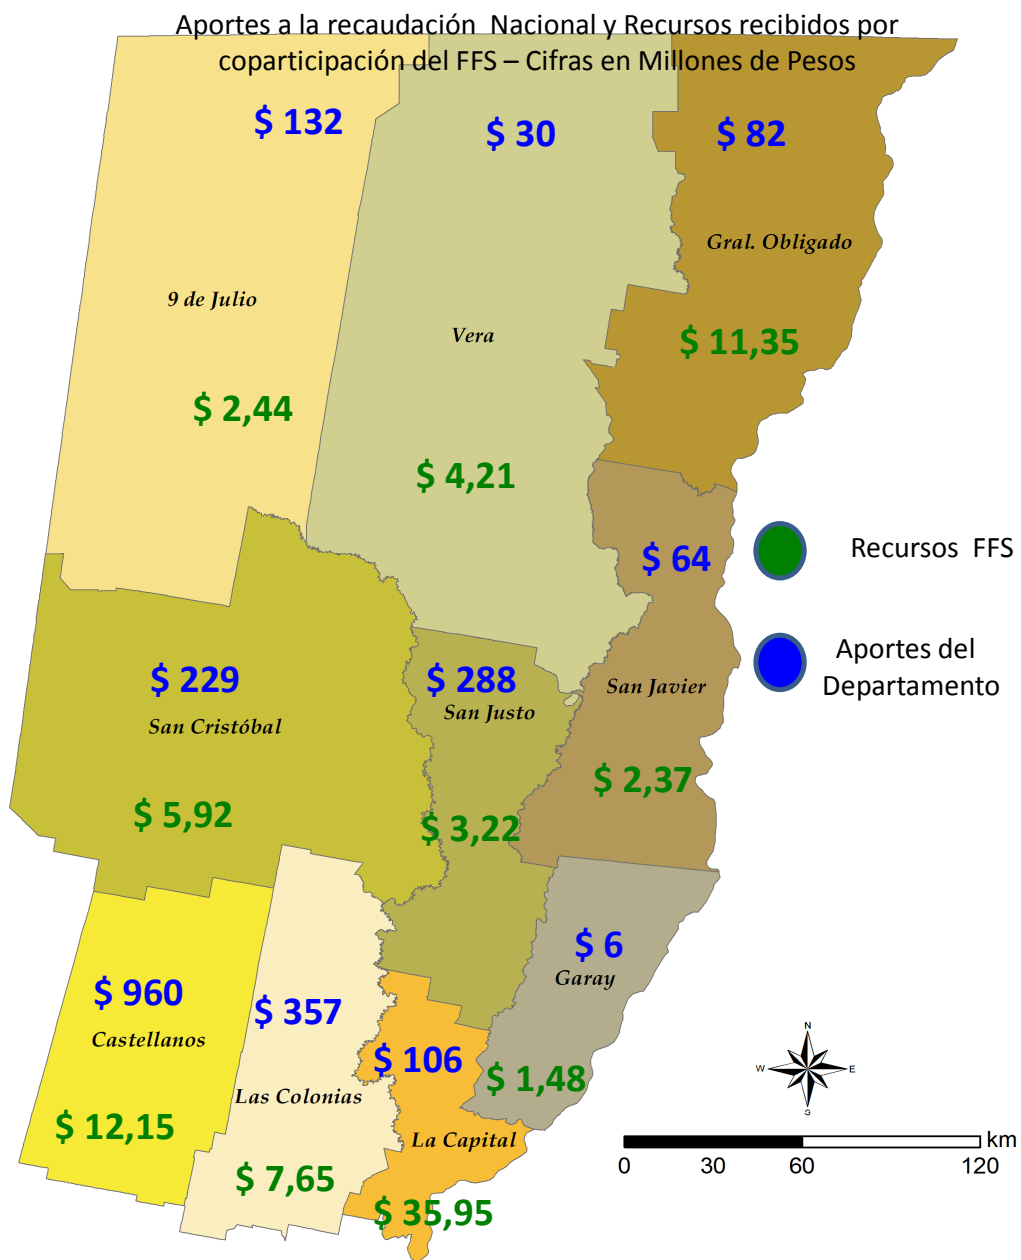 Aportes a la recaudación Nacional y Recursos recibidos por
coparticipación del FFS – Cifras en Millones de Pesos
$ 132
$ 30
$ 82
Gral. Obligado
9 de Julio
Vera
$ 11,35
$ 2,44
$ 4,21
$ 64
Recursos FFS
Aportes del
Departamento
$ 229
San Cristóbal
$ 288
San Justo
San Javier
$ 5,92
$ 3,22
$ 2,37
$ 6
Garay
$ 960
Castellanos
$ 357
$ 106
$ 1,48
Las Colonias
$ 12,15
La Capital
$ 7,65
$ 35,95
N
W
E
G
km
0
30
60
120